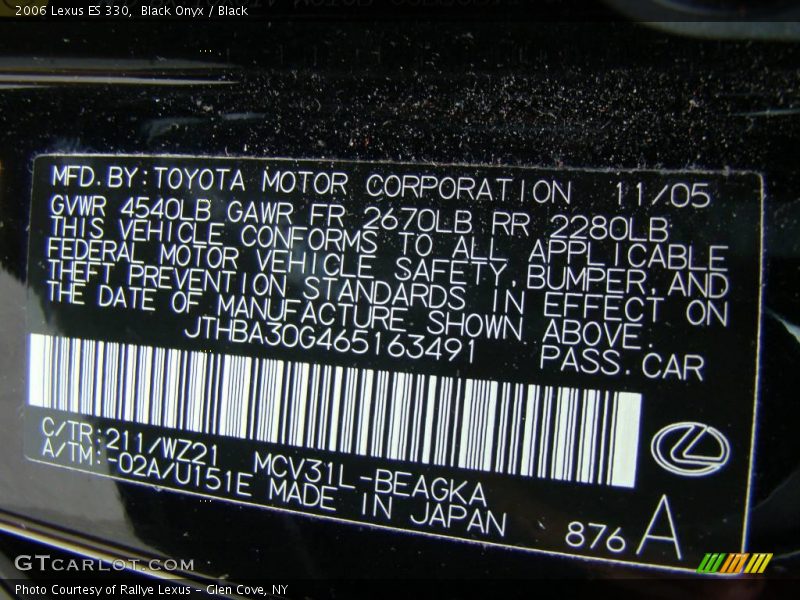 2006 Lexus ES 330,  Black Onyx / Black
MFD.BY:TOYOTA MOTOR CORPORATION 11/05
GVWR 4540LB GAWR FR 2670LB RR 2280LB
THIS VEHICLE CONFORMS TO ALL APPLICABLE
FEDERAL MOTOR VEHICLE SAFETY,BUMPER,AND
THEFT PREVENTION STANDARDS IN EFFECT ON
THE DATE OF MANUFACTURE SHOWN ABOVE.
JTHBA30G465163491 PASS.CAR
C/TR:211/WZ21 MCV31L-BEAGKA
A/TM:-02A/U151E MADE IN JAPAN 876 A
GTCARLOT.COM
Photo Courtesy of Rallye Lexus - Glen Cove, NY